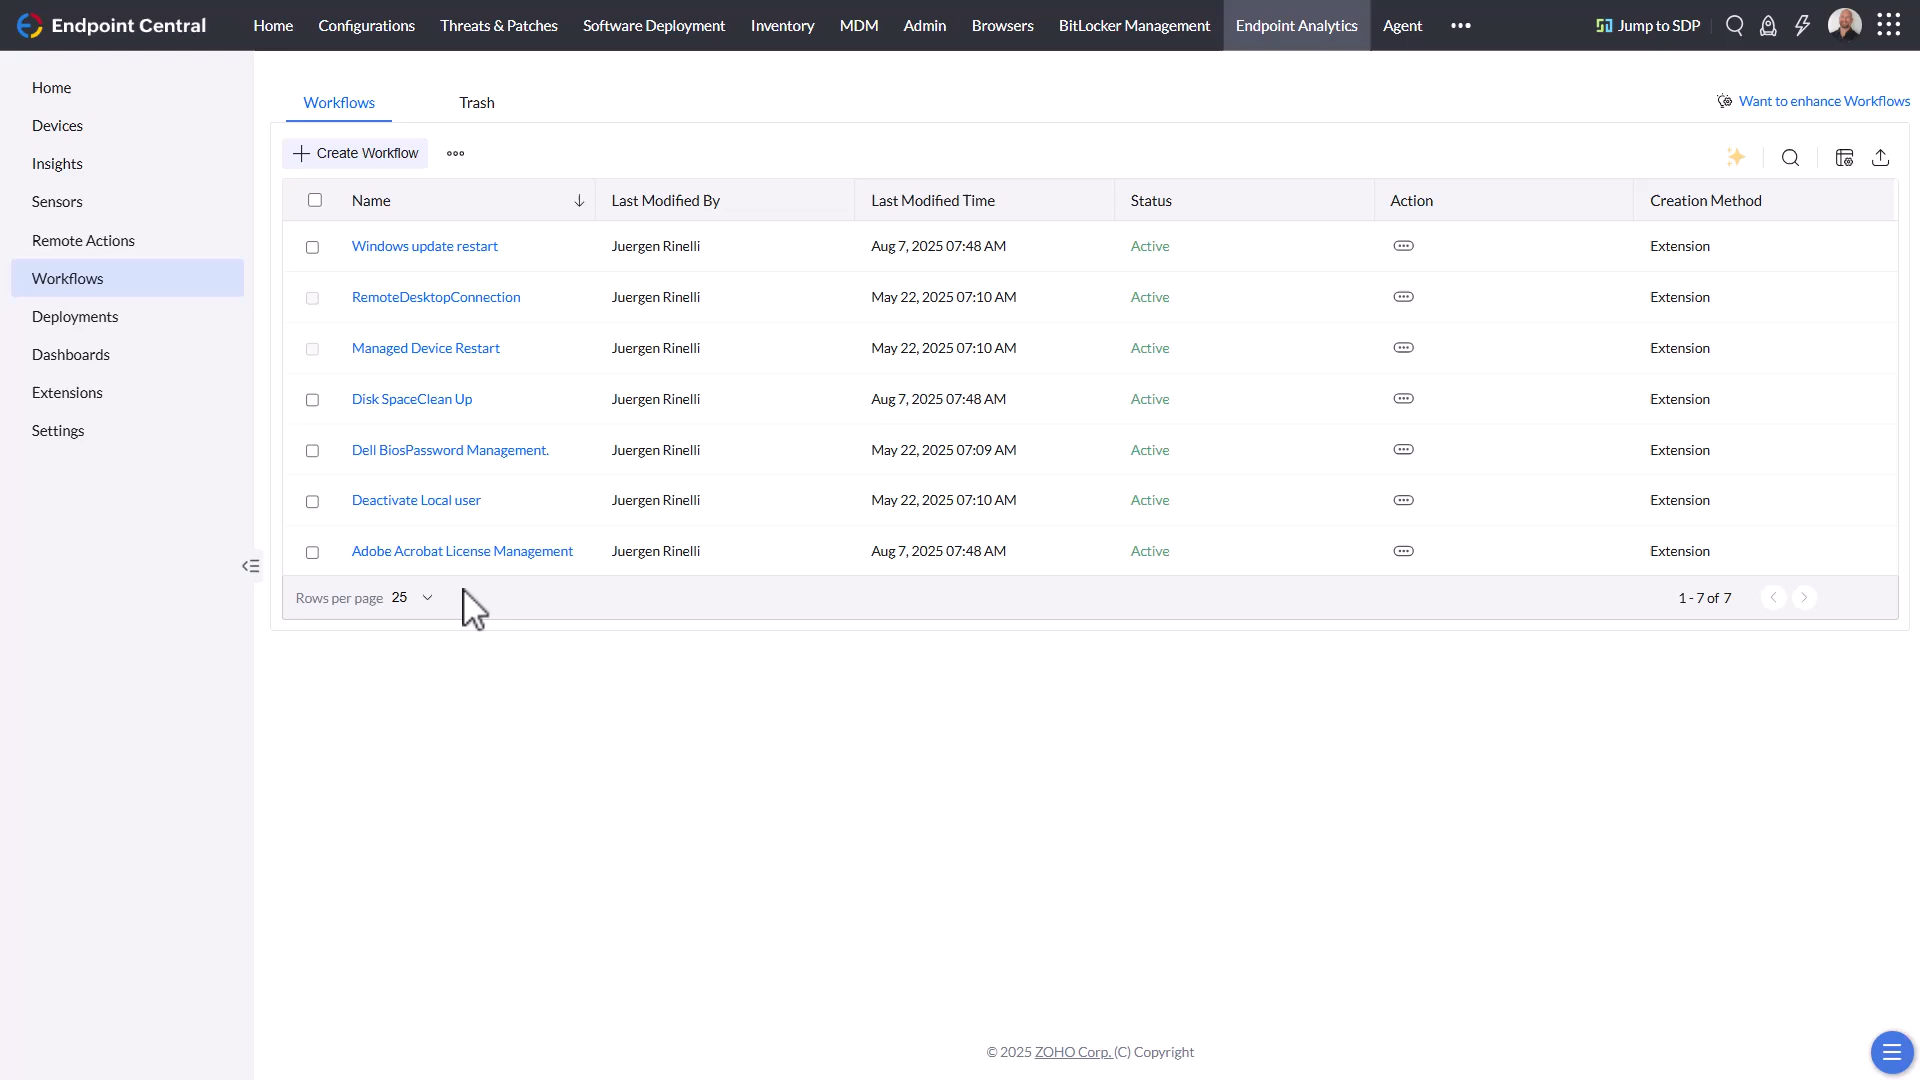 Endpoint Central
Home Configurations Threats & Patches Software Deployment Inventory MDM Admin Browsers BitLocker Management Endpoint Analytics Agent Jump to SDP
Home
Devices
Insights
Sensors
Remote Actions
Workflows
Deployments
Dashboards
Extensions
Settings
Workflows Trash
Want to enhance Workflows
Create Workflow
Name Last Modified By Last Modified Time Status Action Creation Method
Windows update restart Juergen Rinelli Aug 7, 2025 07:48 AM Active Extension
RemoteDesktopConnection Juergen Rinelli May 22, 2025 07:10 AM Active Extension
Managed Device Restart Juergen Rinelli May 22, 2025 07:10 AM Active Extension
Disk SpaceClean Up Juergen Rinelli Aug 7, 2025 07:48 AM Active Extension
Dell BiosPassword Management. Juergen Rinelli May 22, 2025 07:09 AM Active Extension
Deactivate Local user Juergen Rinelli May 22, 2025 07:10 AM Active Extension
Adobe Acrobat License Management Juergen Rinelli Aug 7, 2025 07:48 AM Active Extension
Rows per page 25 1 - 7 of 7
© 2025 ZOHO Corp. (C) Copyright